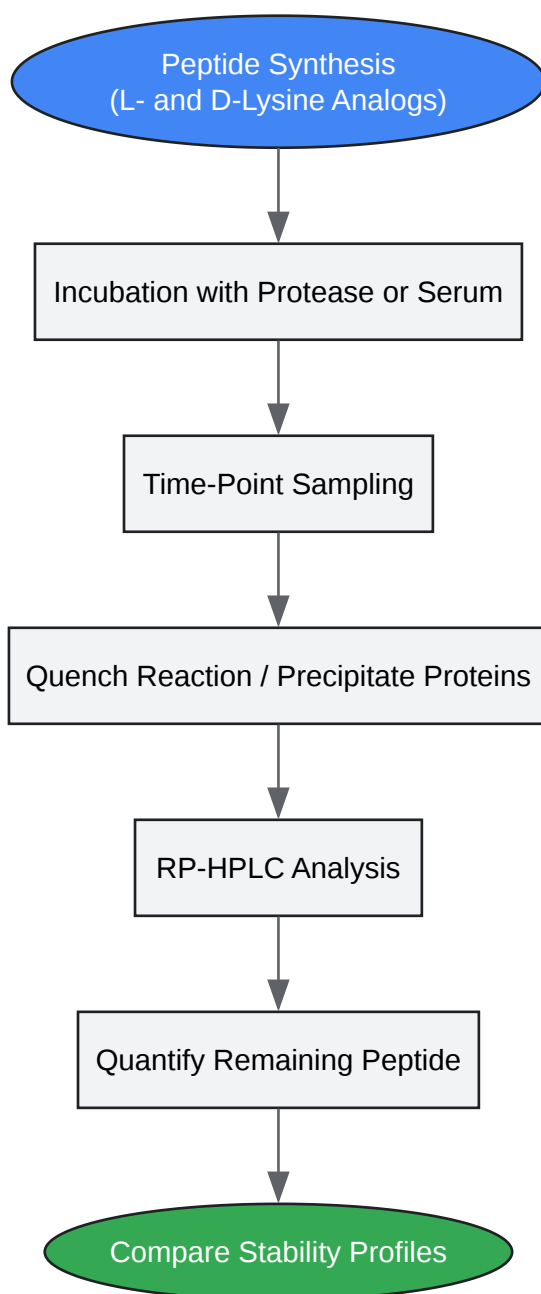 Peptide Synthesis
(L- and D-Lysine Analogs)
Incubation with Protease or Serum
Time-Point Sampling
Quench Reaction / Precipitate Proteins
RP-HPLC Analysis
Quantify Remaining Peptide
Compare Stability Profiles